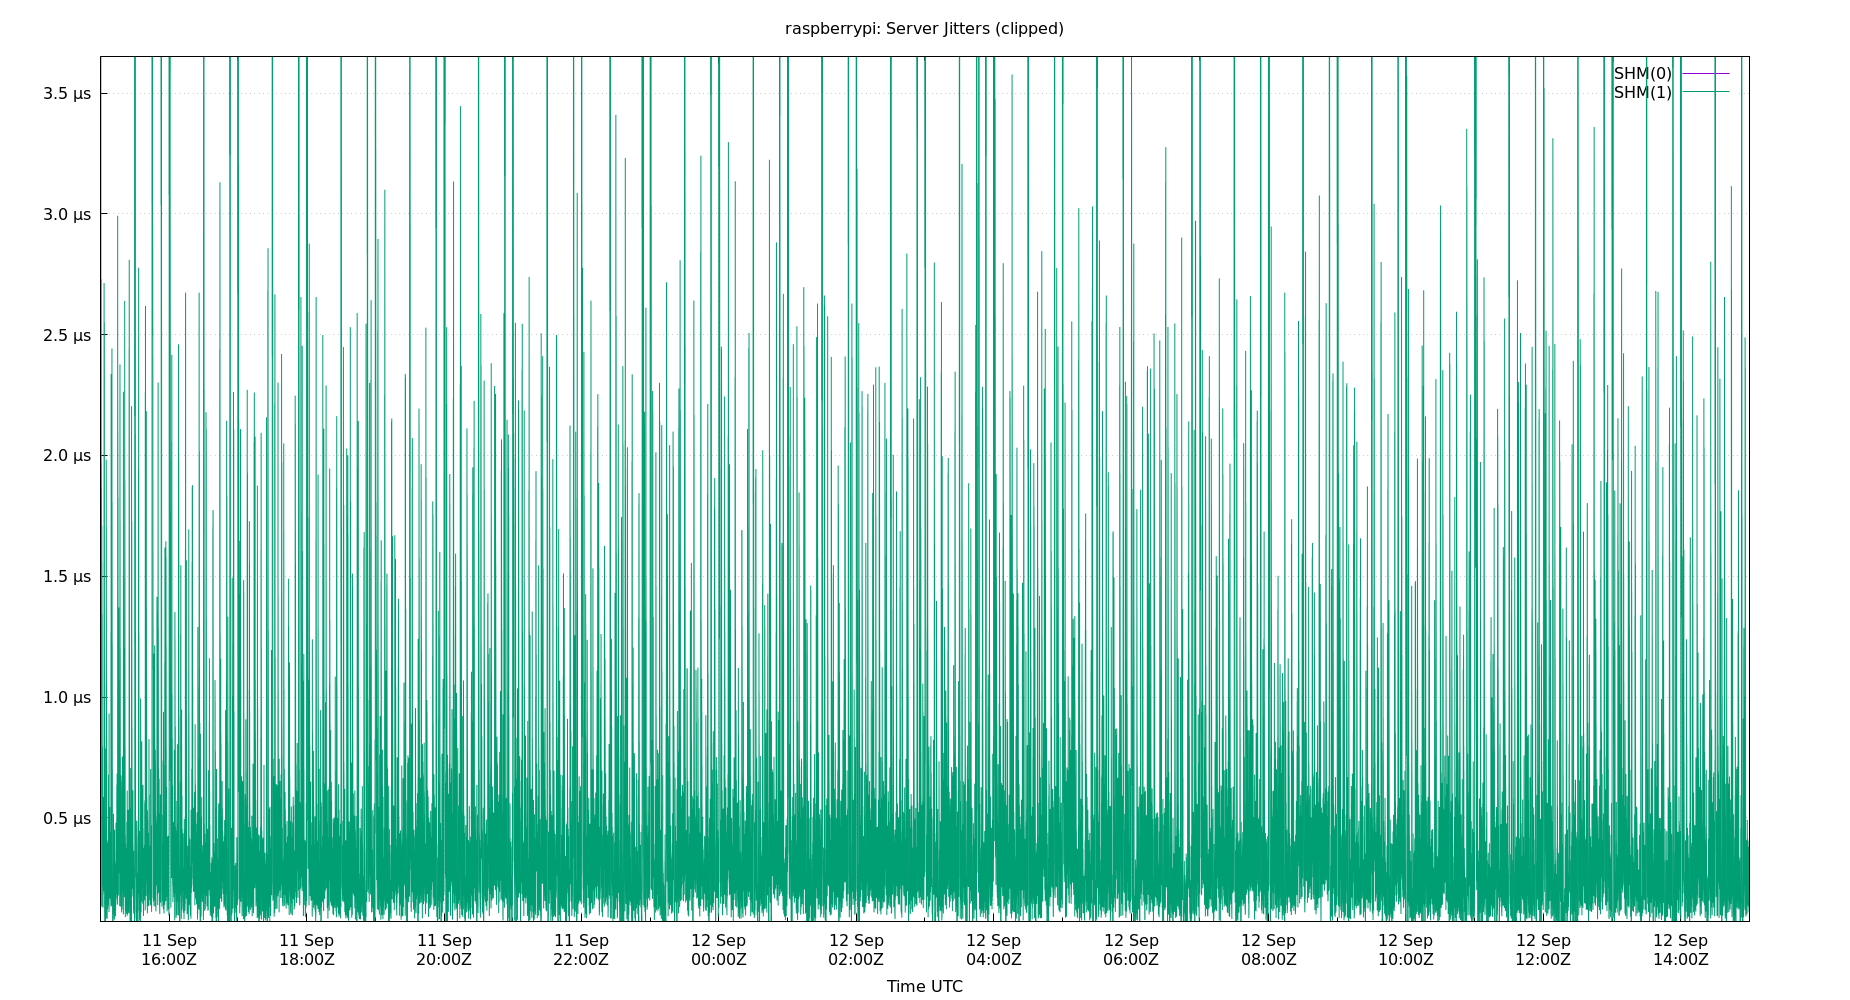 raspberrypi: Server Jitters (clipped)
SHM(0)
SHM(1)
3.5 µs
3.0 µs
2.5 µs
2.0 µs
1.5 µs
1.0 µs
0.5 µs
11 Sep 11 Sep 11 Sep 11 Sep 12 Sep 12 Sep 12 Sep 12 Sep 12 Sep 12 Sep 12 Sep 12 Sep
16:00Z 18:00Z 20:00Z 22:00Z 00:00Z 02:00Z 04:00Z 06:00Z 08:00Z 10:00Z 12:00Z 14:00Z
Time UTC